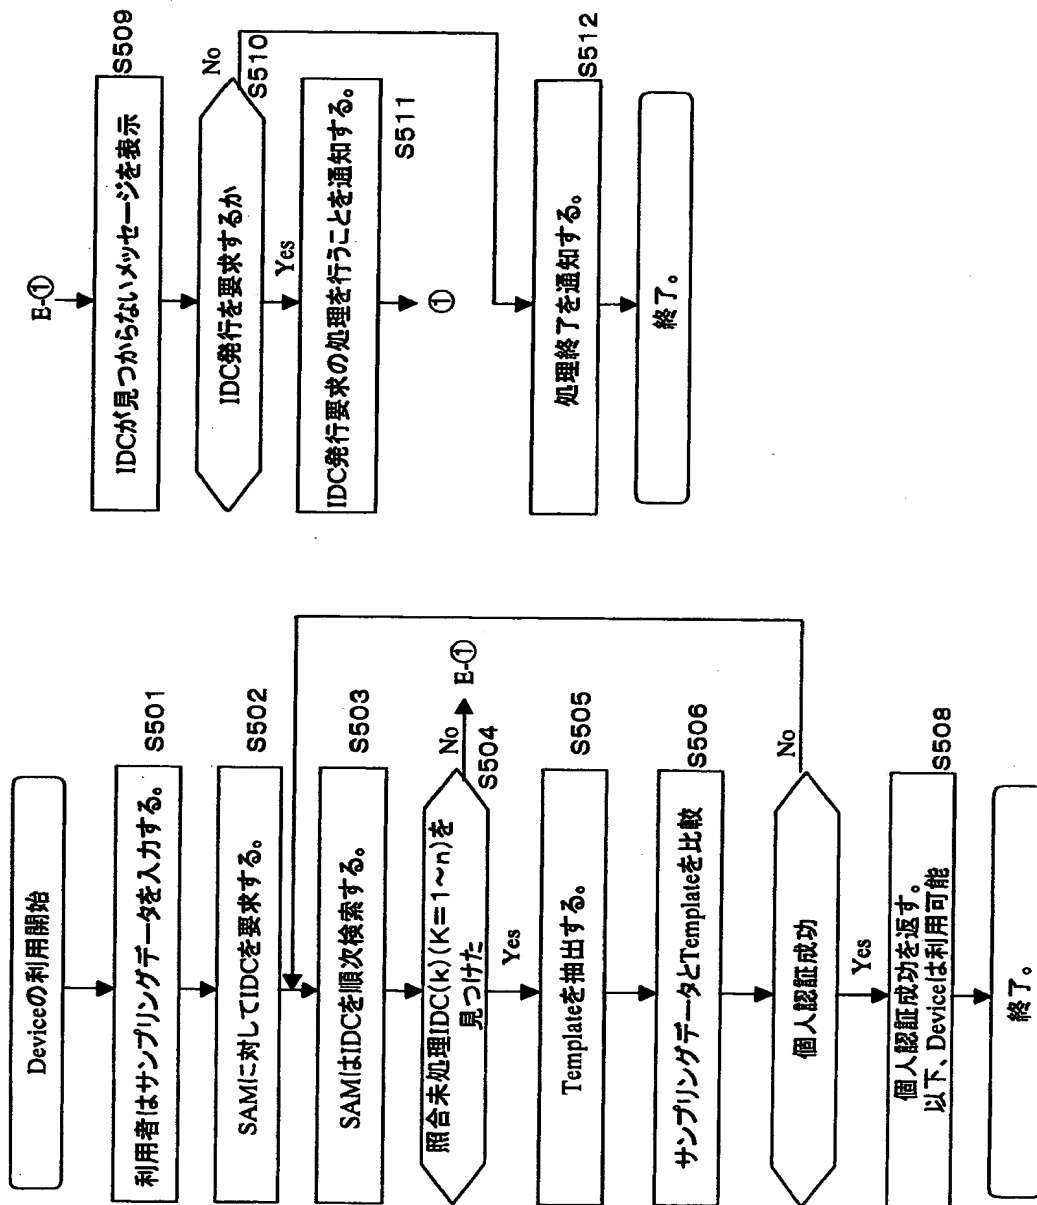 Deviceの利用開始
利用者はサンプリングデータを入力する。
S501
SAMに対してIDCを要求する。
S502
SAMはIDCを順次検索する。
S503
照合未処理IDC(k)(K=1～n)を
見つけた
No
E-①
S504
Yes
Templateを抽出する。
S505
サンプリングデータとTemplateを比較
S506
個人認証成功
No
Yes
個人認証成功を返す。
以下、Deviceは利用可能
S508
終了。
E-①
IDCが見つからないメッセージを表示
S509
IDC発行を要求するか
No
S510
Yes
IDC発行要求の処理を行うことを通知する。
S511
①
処理終了を通知する。
S512
終了。